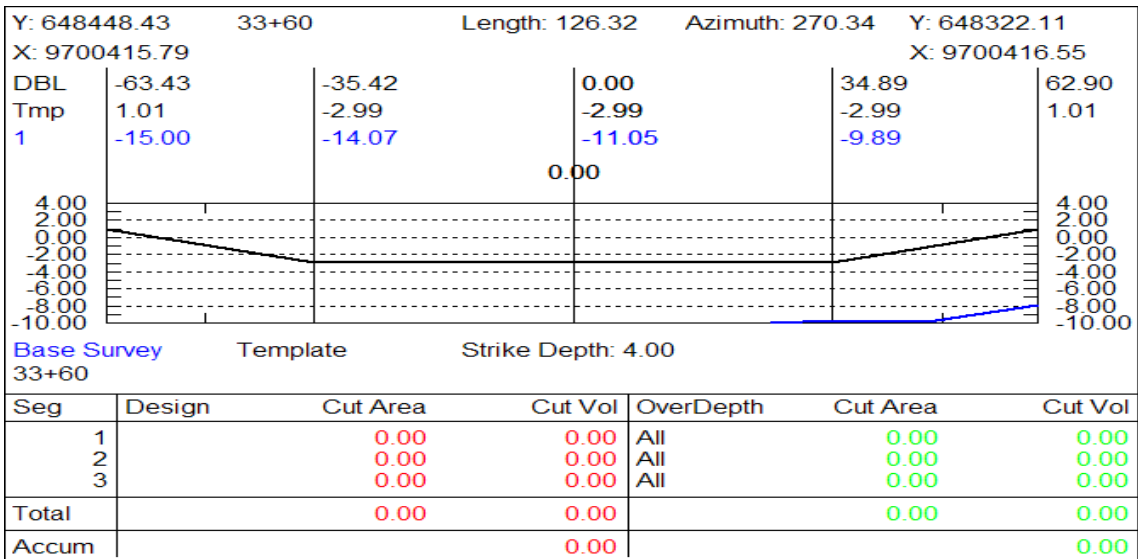 Y: 648448.43 33+60 Length: 126.32 Azimuth: 270.34 Y: 648322.11
X: 9700415.79 X: 9700416.55
DBL -63.43 -35.42 0.00 34.89 62.90
Tmp 1.01 -2.99 -2.99 -2.99 1.01
1 -15.00 -14.07 -11.05 -9.89
0.00
4.00 4.00
2.00 2.00
0.00 0.00
-2.00 -2.00
-4.00 -4.00
-6.00 -6.00
-8.00 -8.00
-10.00 -10.00
Base Survey Template Strike Depth: 4.00
33+60
Seg Design Cut Area Cut Vol OverDepth Cut Area Cut Vol
1 0.00 0.00 All 0.00 0.00
2 0.00 0.00 All 0.00 0.00
3 0.00 0.00 All 0.00 0.00
Total 0.00 0.00 0.00 0.00
Accum 0.00 0.00